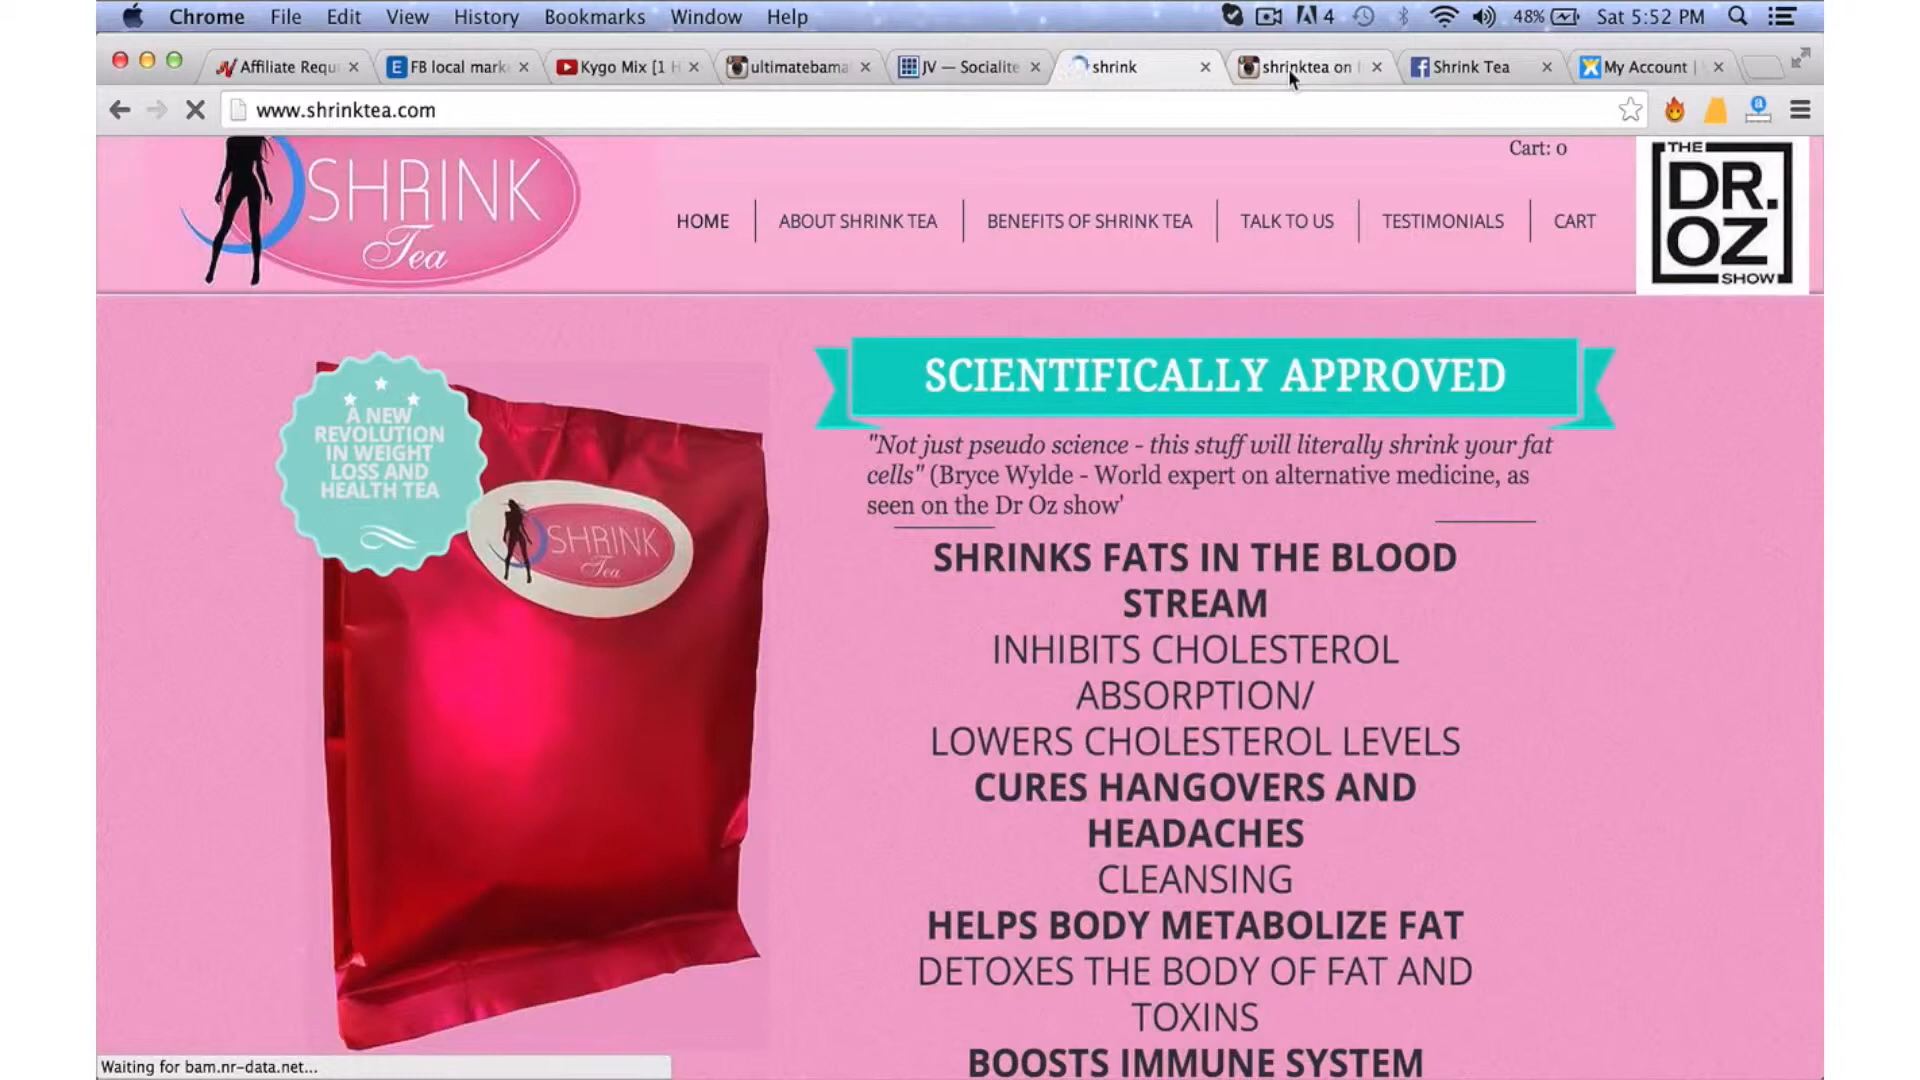 Chrome File Edit View History Bookmarks Window Help 4 48% Sat 5:52 PM
Affiliate Requ FB local mark Kygo Mix [1 H ultimatebama JV — Socialite shrink shrinktea on I Shrink Tea My Account |
www.shrinktea.com
Cart: 0
SHRINK
Tea
HOME ABOUT SHRINK TEA BENEFITS OF SHRINK TEA TALK TO US TESTIMONIALS CART
THE
DR.
OZ
SHOW
A NEW
REVOLUTION
IN WEIGHT
LOSS AND
HEALTH TEA
SHRINK
Tea
SCIENTIFICALLY APPROVED
"Not just pseudo science - this stuff will literally shrink your fat
cells" (Bryce Wylde - World expert on alternative medicine, as
seen on the Dr Oz show'
SHRINKS FATS IN THE BLOOD
STREAM
INHIBITS CHOLESTEROL
ABSORPTION/
LOWERS CHOLESTEROL LEVELS
CURES HANGOVERS AND
HEADACHES
CLEANSING
HELPS BODY METABOLIZE FAT
DETOXES THE BODY OF FAT AND
TOXINS
BOOSTS IMMUNE SYSTEM
Waiting for bam.nr-data.net...